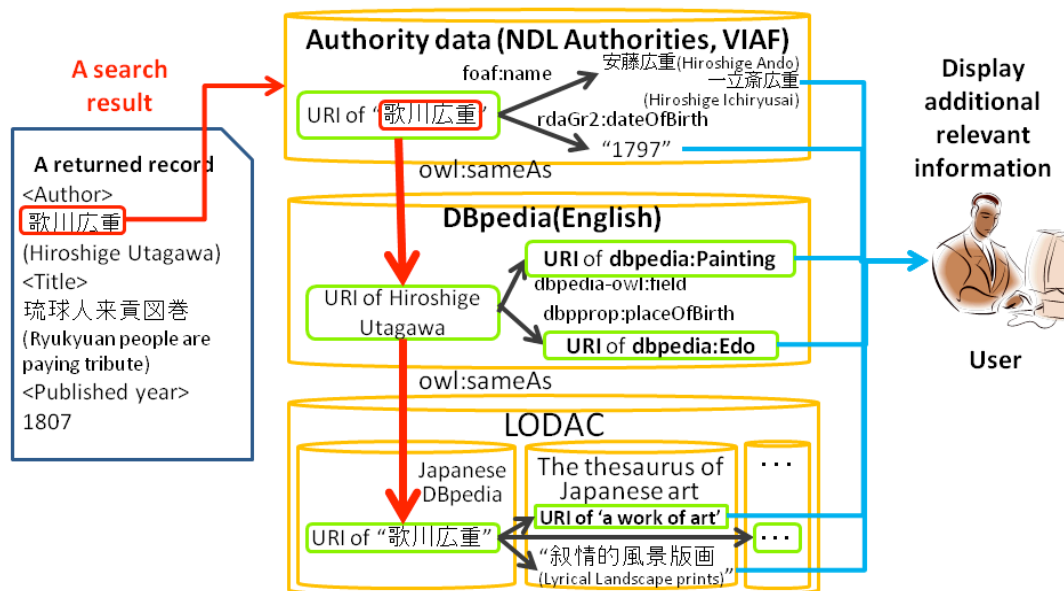 A search
result
A returned record
<Author>
歌川広重
(Hiroshige Utagawa)
<Title>
琉球人来貢図巻
(Ryukyuan people are
paying tribute)
<Published year>
1807
Authority data (NDL Authorities, VIAF)
foaf:name
安藤広重(Hiroshige Ando)
一立斎広重
(Hiroshige Ichiryusai)
URI of “歌川広重”
rdaGr2:dateOfBirth
“1797”
owl:sameAs
DBpedia(English)
URI of dbpedia:Painting
dbpedia-owl:field
URI of Hiroshige
Utagawa
dbpprop:placeOfBirth
URI of dbpedia:Edo
owl:sameAs
LODAC
Japanese
DBpedia
URI of “歌川広重”
The thesaurus of
Japanese art
URI of ‘a work of art’
“叙情的風景版画
(Lyrical Landscape prints)”
...
...
Display
additional
relevant
information
User